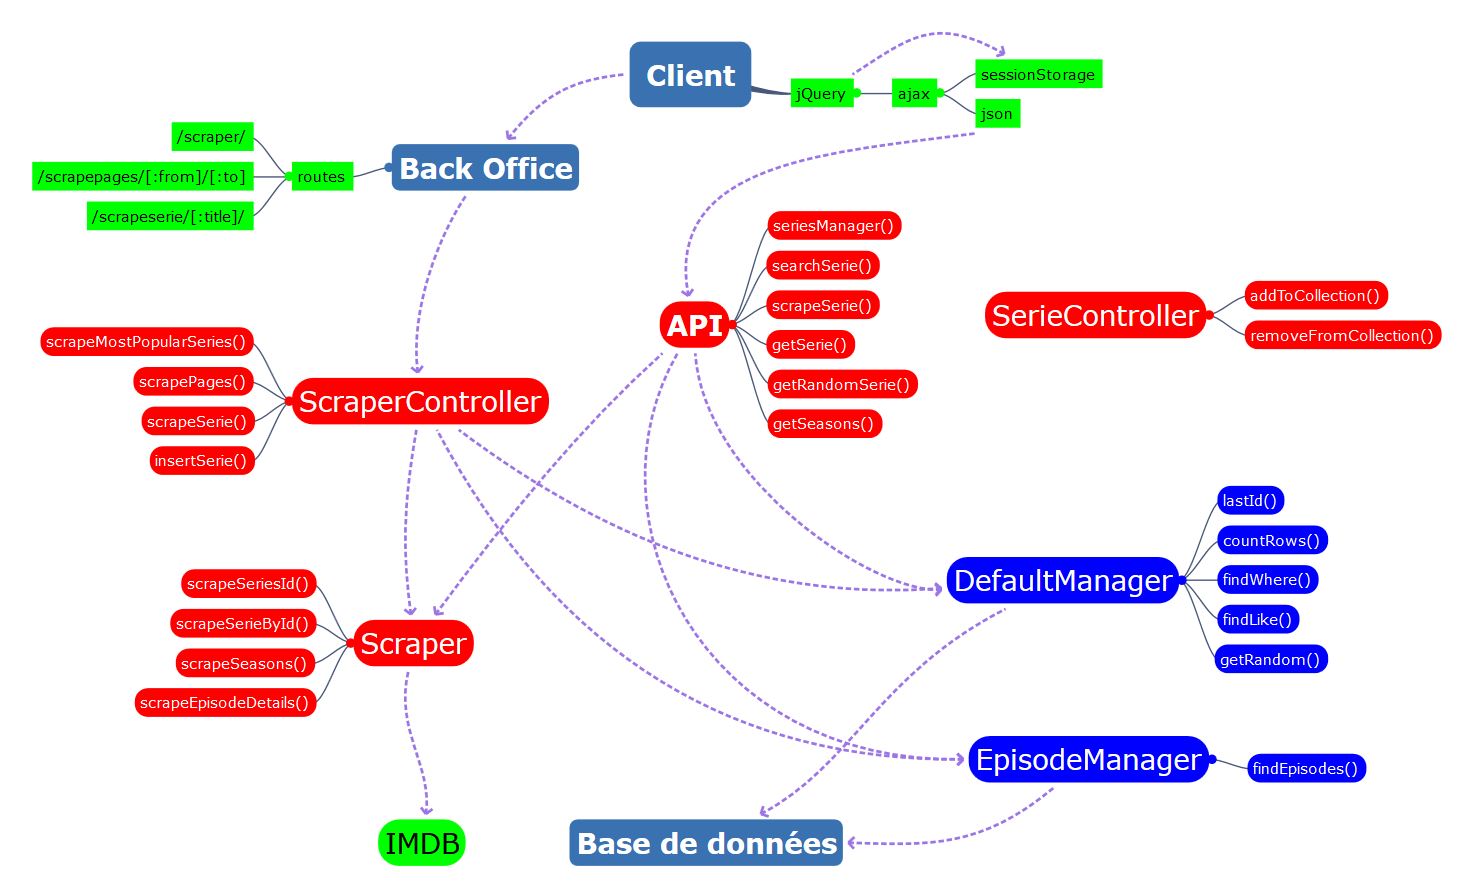 Client
jQuery
ajax
sessionStorage
json
Back Office
routes
/scraper/
/scrapepages/[:from]/[:to]
/scrapeserie/[:title]/
API
seriesManager()
searchSerie()
scrapeSerie()
getSerie()
getRandomSerie()
getSeasons()
SerieController
addToCollection()
removeFromCollection()
ScraperController
scrapeMostPopularSeries()
scrapePages()
scrapeSerie()
insertSerie()
DefaultManager
lastId()
countRows()
findWhere()
findLike()
getRandom()
Scraper
scrapeSeriesId()
scrapeSerieById()
scrapeSeasons()
scrapeEpisodeDetails()
EpisodeManager
findEpisodes()
IMDB
Base de données